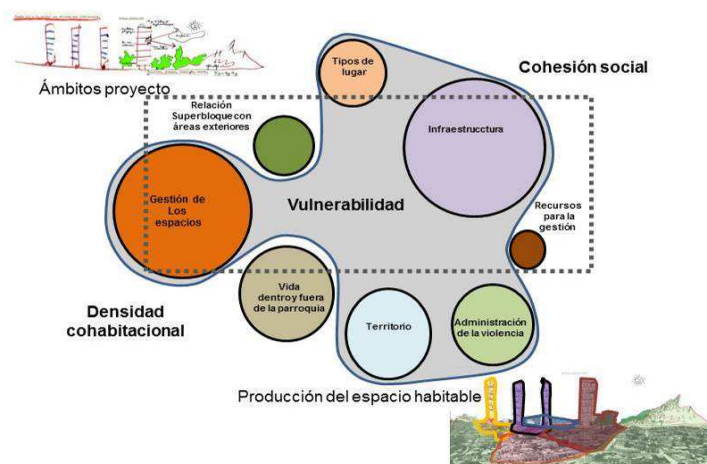 Tipos de
lugar
Cohesión social
Ámbitos proyecto
Relación
Superbloque con
áreas exteriores
Infraestrucctura
Gestión de
Los
espacios
Vulnerabilidad
Recursos
para la
gestión
Vida
dentro y fuera
de la parroquia
Densidad
cohabitacional
Territorio
Administración
de la violencia
Producción del espacio habitable